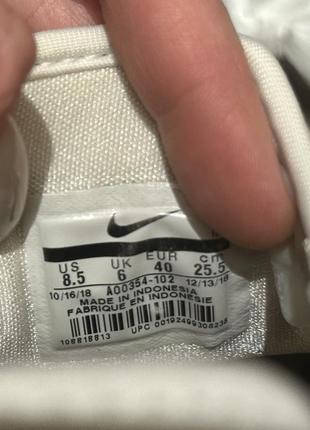 US UK EUR cm
8.5 6 40 25.5
10/16/18 AO0354-102 12/13/18
MADE IN INDONESIA
FABRIQUE EN INDONESIE
108818813 UPC 00192499308238